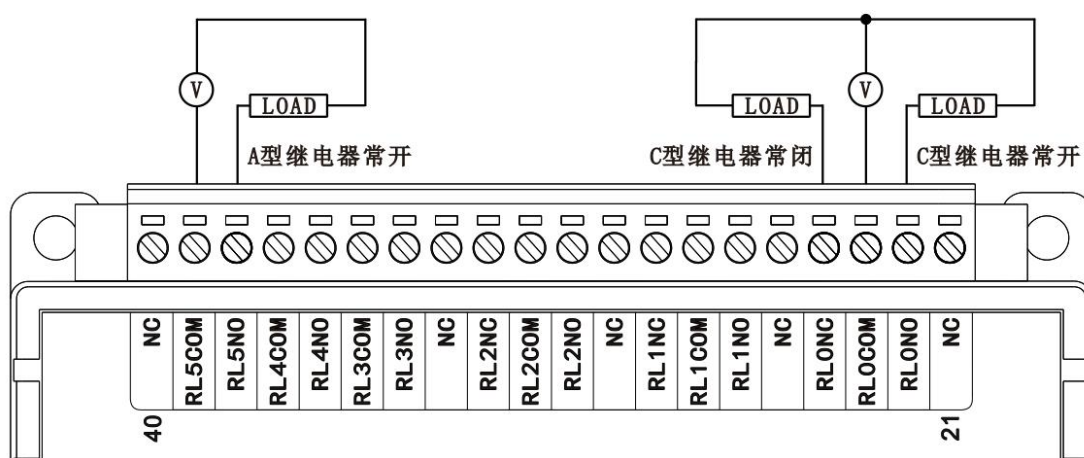 V
LOAD
A型继电器常开
LOAD
V
LOAD
C型继电器常闭
C型继电器常开
NC
RL5COM
RL5NO
RL4COM
RL4NO
RL3COM
RL3NO
NC
RL2NC
RL2COM
RL2NO
NC
RL1NC
RL1COM
RL1NO
NC
RL0NC
RL0COM
RL0NO
NC
40
21